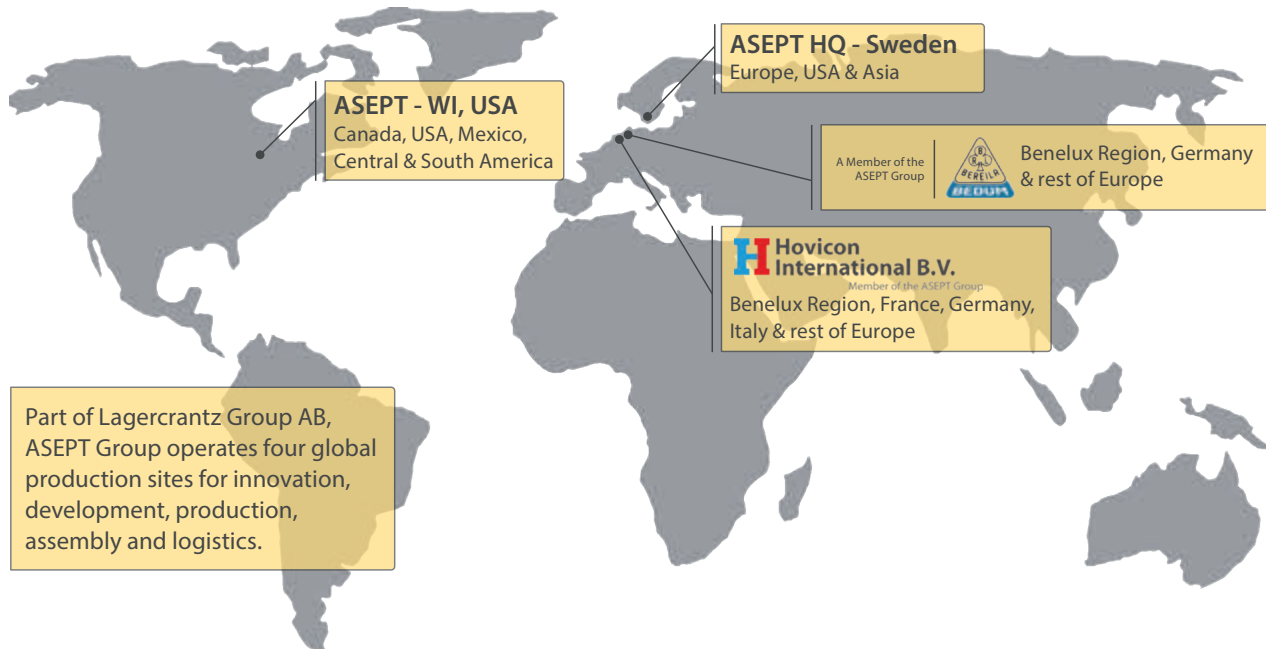 ASEPT HQ - Sweden
Europe, USA & Asia
ASEPT - WI, USA
Canada, USA, Mexico,
Central & South America
A Member of the
ASEPT Group
B
R L
BEREILA
BEDUM
Benelux Region, Germany
& rest of Europe
Hovicon
International B.V.
Member of the ASEPT Group
Benelux Region, France, Germany,
Italy & rest of Europe
Part of Lagercrantz Group AB,
ASEPT Group operates four global
production sites for innovation,
development, production,
assembly and logistics.